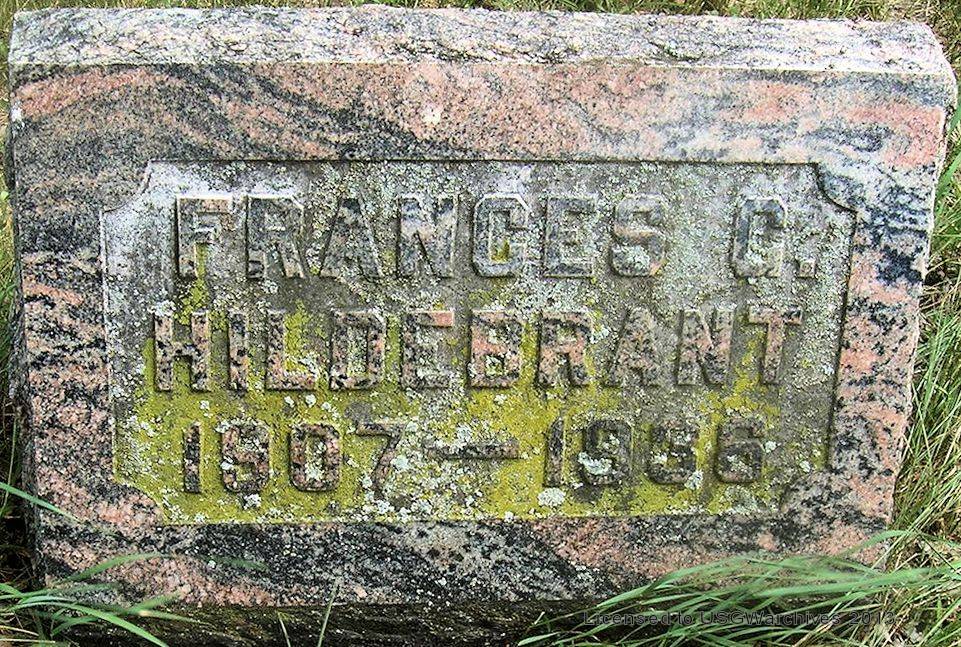 FRANCES G.
HILDEBRANT
1907 — 1936
Licensed to USGWarchives 2013